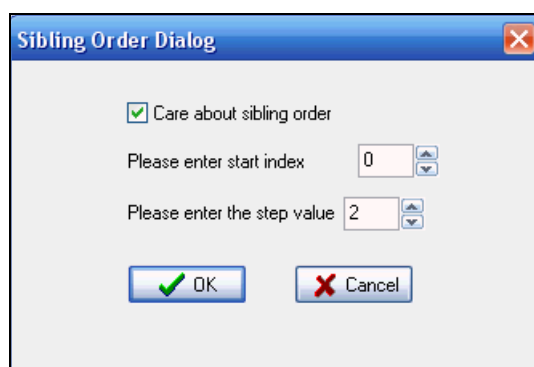 Sibling Order Dialog
Care about sibling order
Please enter start index 0
Please enter the step value 2
OK Cancel